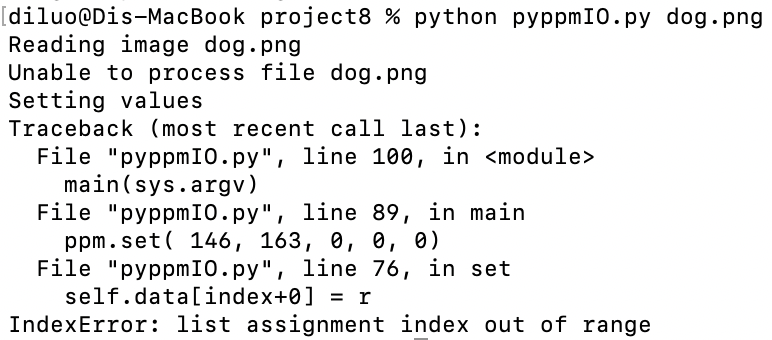 [diluo@Dis-MacBook project8 % python pyppmIO.py dog.png
Reading image dog.png
Unable to process file dog.png
Setting values
Traceback (most recent call last):
  File "pyppmIO.py", line 100, in <module>
    main(sys.argv)
  File "pyppmIO.py", line 89, in main
    ppm.set( 146, 163, 0, 0, 0)
  File "pyppmIO.py", line 76, in set
    self.data[index+0] = r
IndexError: list assignment index out of range